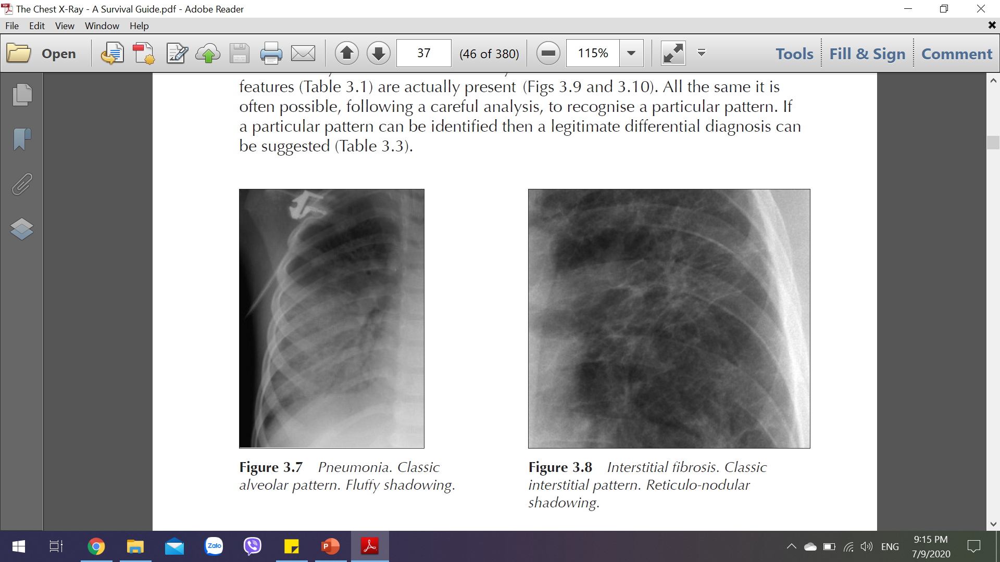 The Chest X-Ray - A Survival Guide.pdf - Adobe Reader
File Edit View Window Help
Open 37 (46 of 380) 115% Tools Fill & Sign Comment
features (Table 3.1) are actually present (Figs 3.9 and 3.10). All the same it is
often possible, following a careful analysis, to recognise a particular pattern. If
a particular pattern can be identified then a legitimate differential diagnosis can
be suggested (Table 3.3).
Figure 3.7 Pneumonia. Classic
alveolar pattern. Fluffy shadowing.
Figure 3.8 Interstitial fibrosis. Classic
interstitial pattern. Reticulo-nodular
shadowing.
Zalo
ENG
9:15 PM
7/9/2020